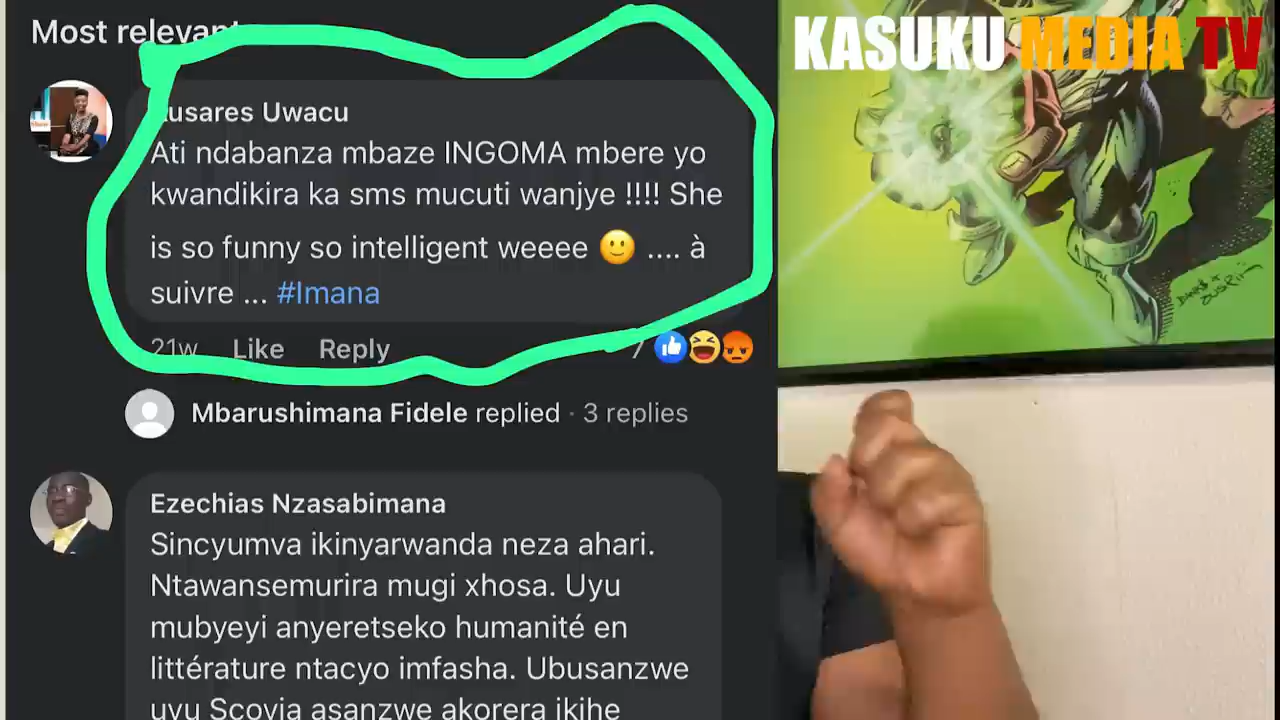 Most relevant
KASUKU MEDIA TV
usares Uwacu
Ati ndabanza mbaze INGOMA mbere yo
kwandikira ka sms mucuti wanjye !!!! She
is so funny so intelligent weeee 🙂 .... à
suivre ... #Imana
21w Like Reply 7
Mbarushimana Fidele replied · 3 replies
Ezechias Nzasabimana
Sincyumva ikinyarwanda neza ahari.
Ntawansemurira mugi xhosa. Uyu
mubyeyi anyeretseko humanité en
littérature ntacyo imfasha. Ubusanzwe
uyu Scovia asanzwe akorera ikihe